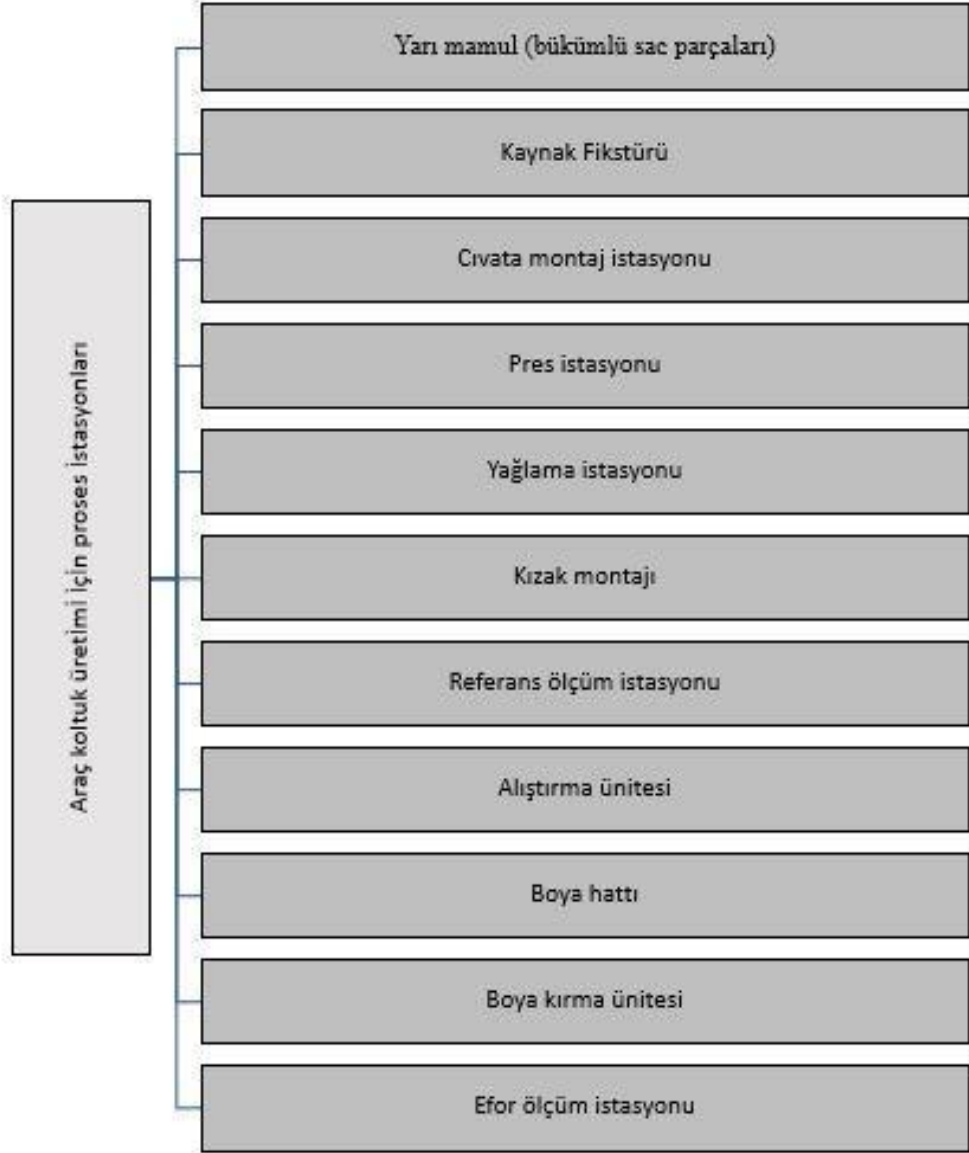 Araç koltuk üretimi için proses istasyonları
Yarı mamul (bükümlü sac parçaları)
Kaynak Fikstürü
Cıvata montaj istasyonu
Pres istasyonu
Yağlama istasyonu
Kızak montajı
Referans ölçüm istasyonu
Alıştırma ünitesi
Boya hattı
Boya kırma ünitesi
Efor ölçüm istasyonu